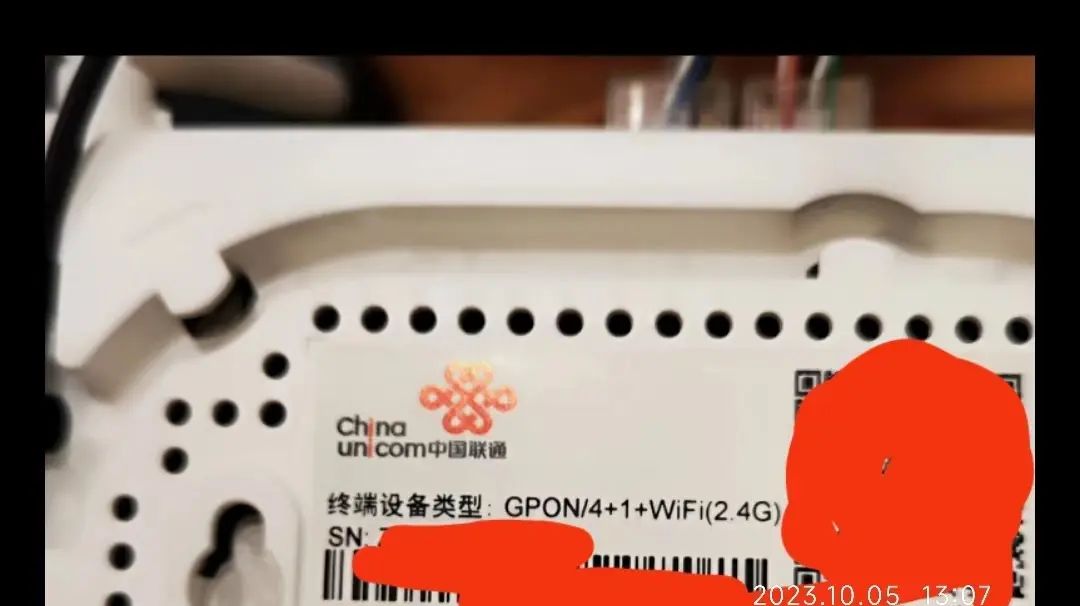 China
unicom中国联通
终端设备类型: GPON/4+1+WiFi(2.4G)
SN:
2023.10.05 13:07